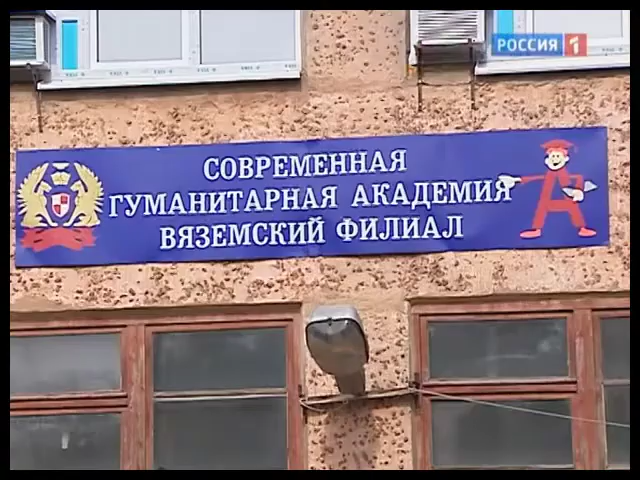 РОССИЯ 1
СОВРЕМЕННАЯ
ГУМАНИТАРНАЯ АКАДЕМИЯ
ВЯЗЕМСКИЙ ФИЛИАЛ